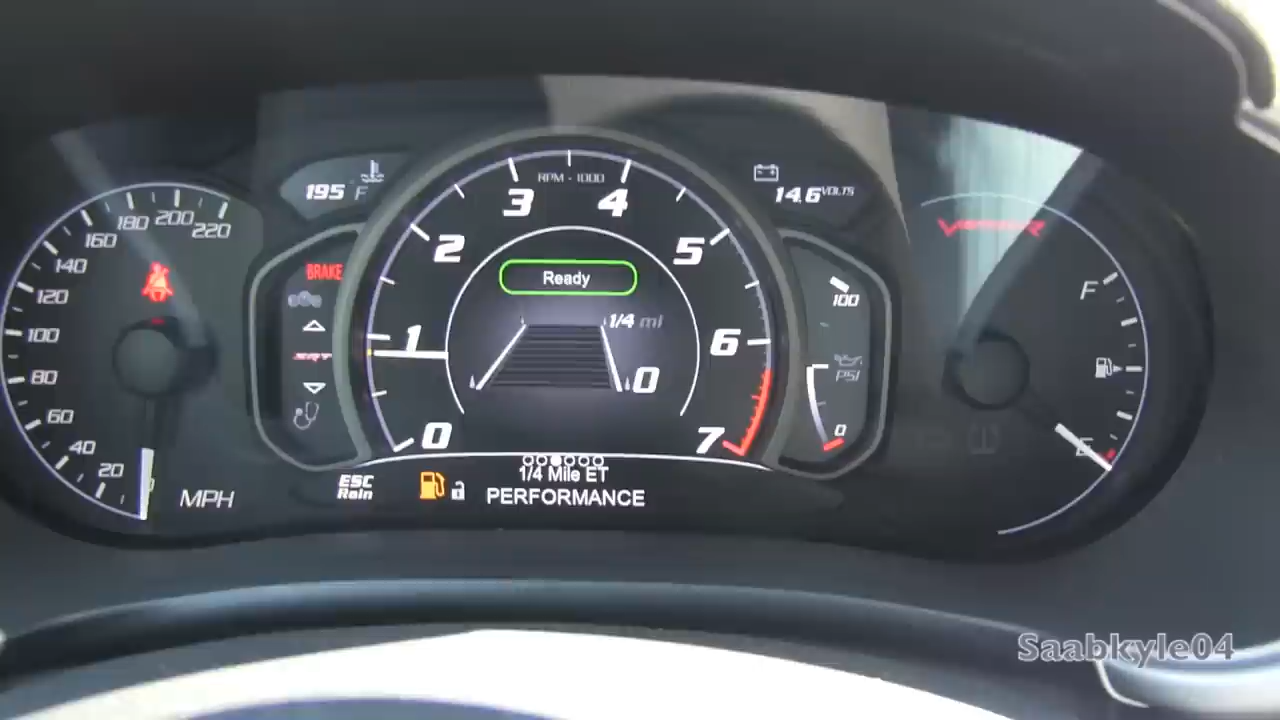 220
200
180
160
140
120
100
80
60
40
20
MPH
195 F
BRAKE
SRT
RPM - 1000
0
1
2
3
4
5
6
7
Ready
1/4 mi
0
1/4 Mile ET
PERFORMANCE
ESC
Rain
14.6 VOLTS
100
PSI
0
VIPER
F
E
Saabkyle04